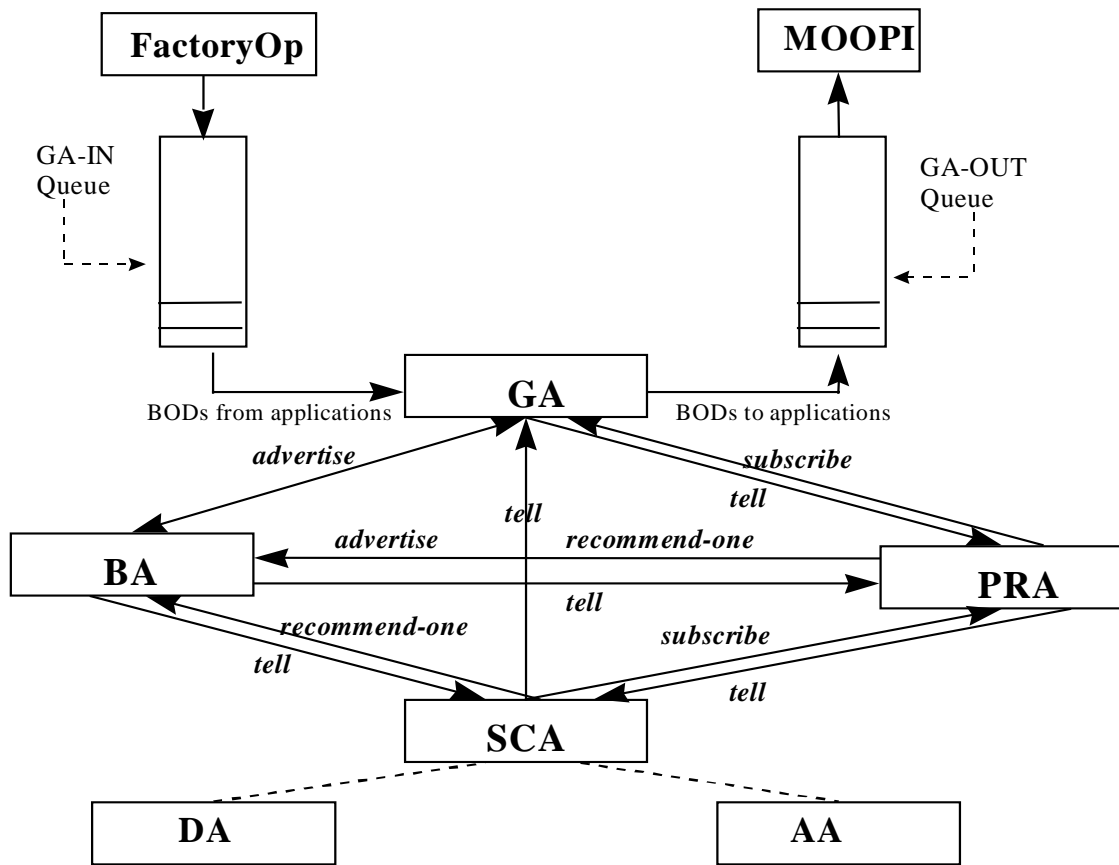 FactoryOp
MOOPI
GA-IN
Queue
GA-OUT
Queue
GA
BODs from applications
BODs to applications
advertise
subscribe
tell
tell
advertise
recommend-one
BA
PRA
tell
recommend-one
subscribe
tell
tell
SCA
DA
AA